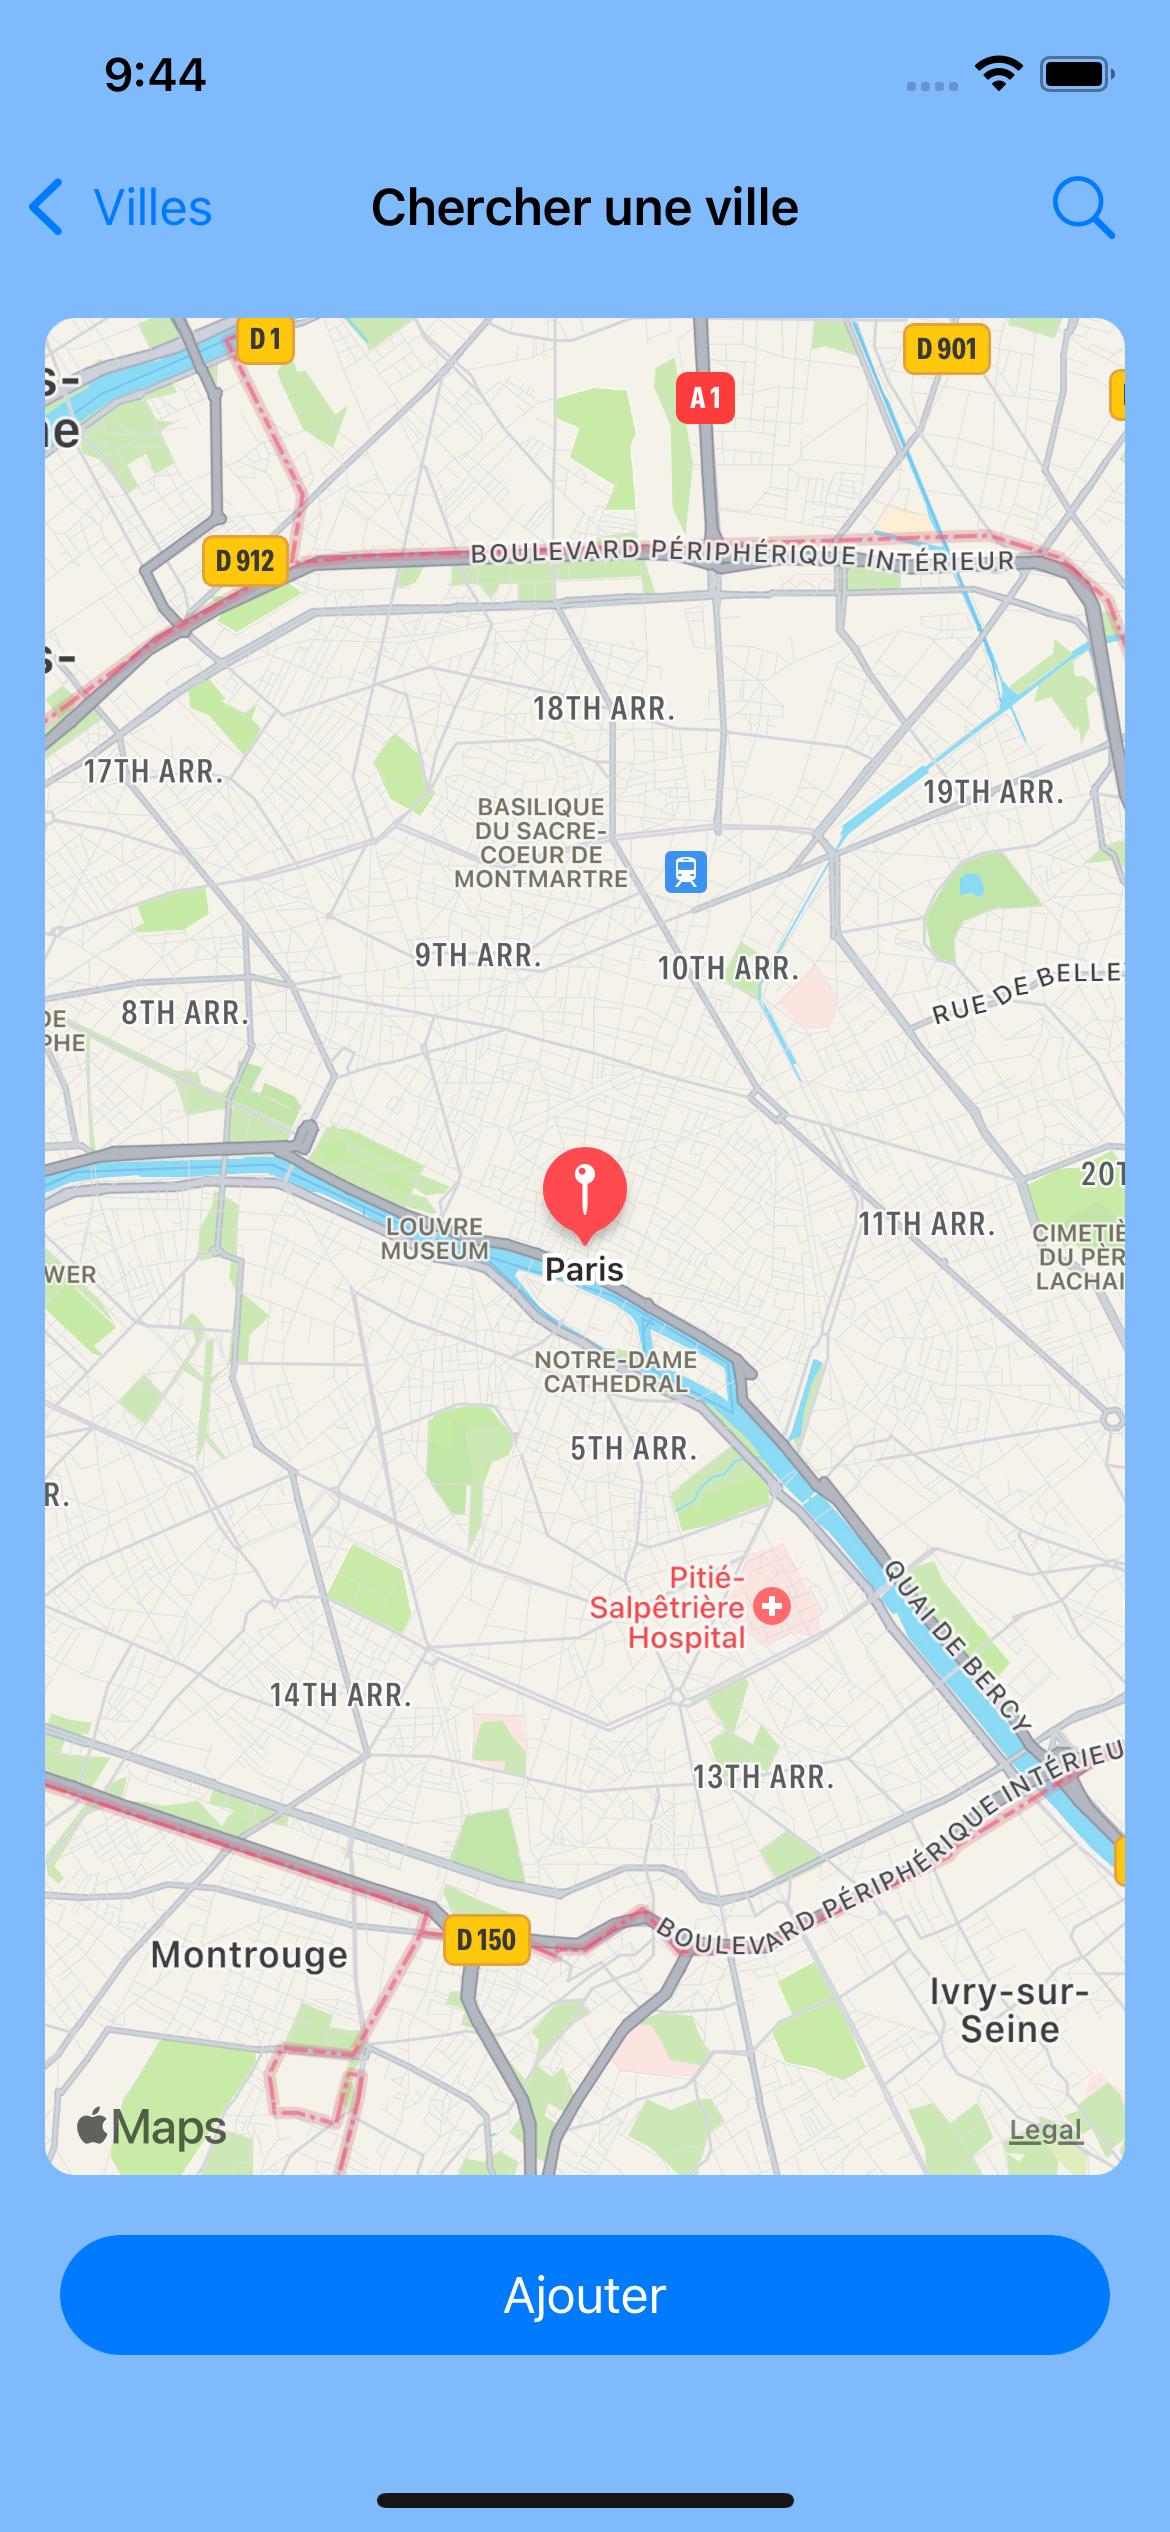 9:44
Villes
Chercher une ville
D 1
D 901
A 1
D 912
BOULEVARD PÉRIPHÉRIQUE INTÉRIEUR
18TH ARR.
17TH ARR.
19TH ARR.
BASILIQUE
DU SACRE-
COEUR DE
MONTMARTRE
9TH ARR.
10TH ARR.
RUE DE BELLE
8TH ARR.
DE
PHE
20T
11TH ARR.
LOUVRE
MUSEUM
CIMETIÈ
DU PÈR
LACHAI
Paris
WER
NOTRE-DAME
CATHEDRAL
5TH ARR.
R.
Pitié-
Salpêtrière
Hospital
QUAI DE BERCY
14TH ARR.
13TH ARR.
BOULEVARD PÉRIPHÉRIQUE INTÉRIEU
D 150
Montrouge
Ivry-sur-
Seine
Maps
Legal
Ajouter